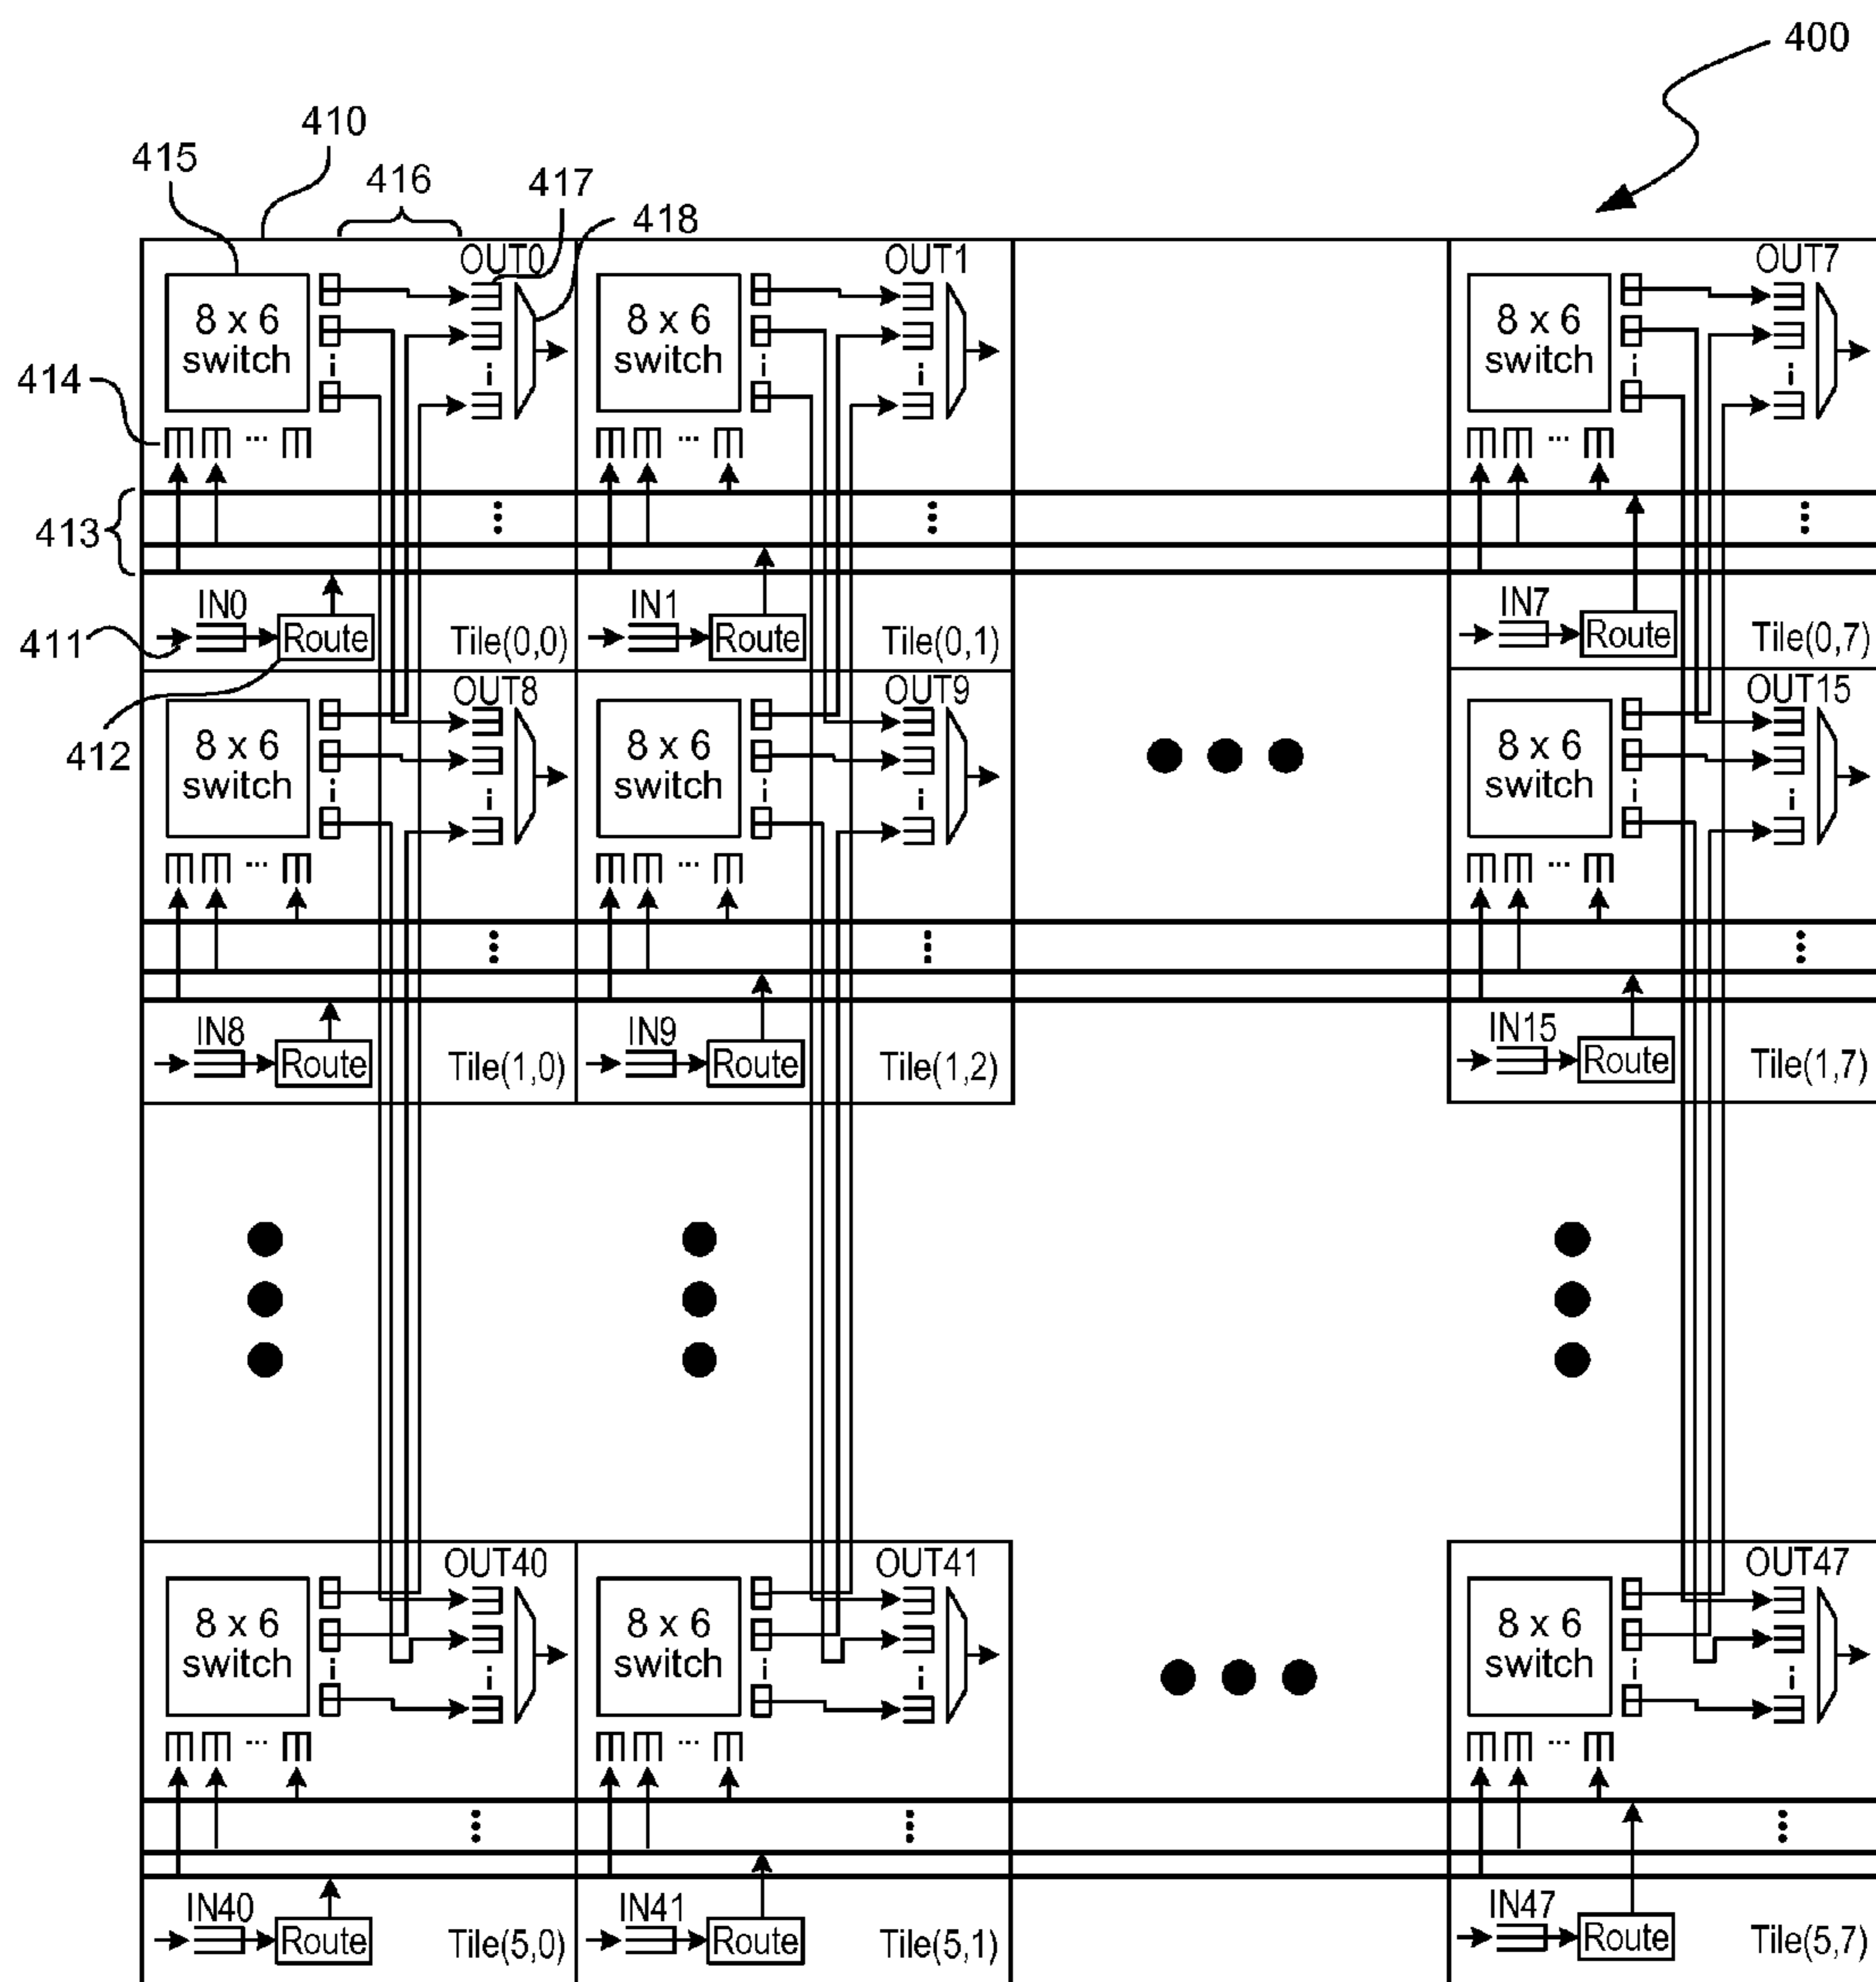 400
410
415
416
417
418
OUT0
OUT1
OUT7
8 x 6
switch
8 x 6
switch
8 x 6
switch
414
413
IN0
IN1
IN7
411
Route
Tile(0,0)
Route
Tile(0,1)
Route
Tile(0,7)
OUT8
OUT9
OUT15
412
8 x 6
switch
8 x 6
switch
8 x 6
switch
IN8
IN9
IN15
Route
Tile(1,0)
Route
Tile(1,2)
Route
Tile(1,7)
OUT40
OUT41
OUT47
8 x 6
switch
8 x 6
switch
8 x 6
switch
IN40
IN41
IN47
Route
Tile(5,0)
Route
Tile(5,1)
Route
Tile(5,7)